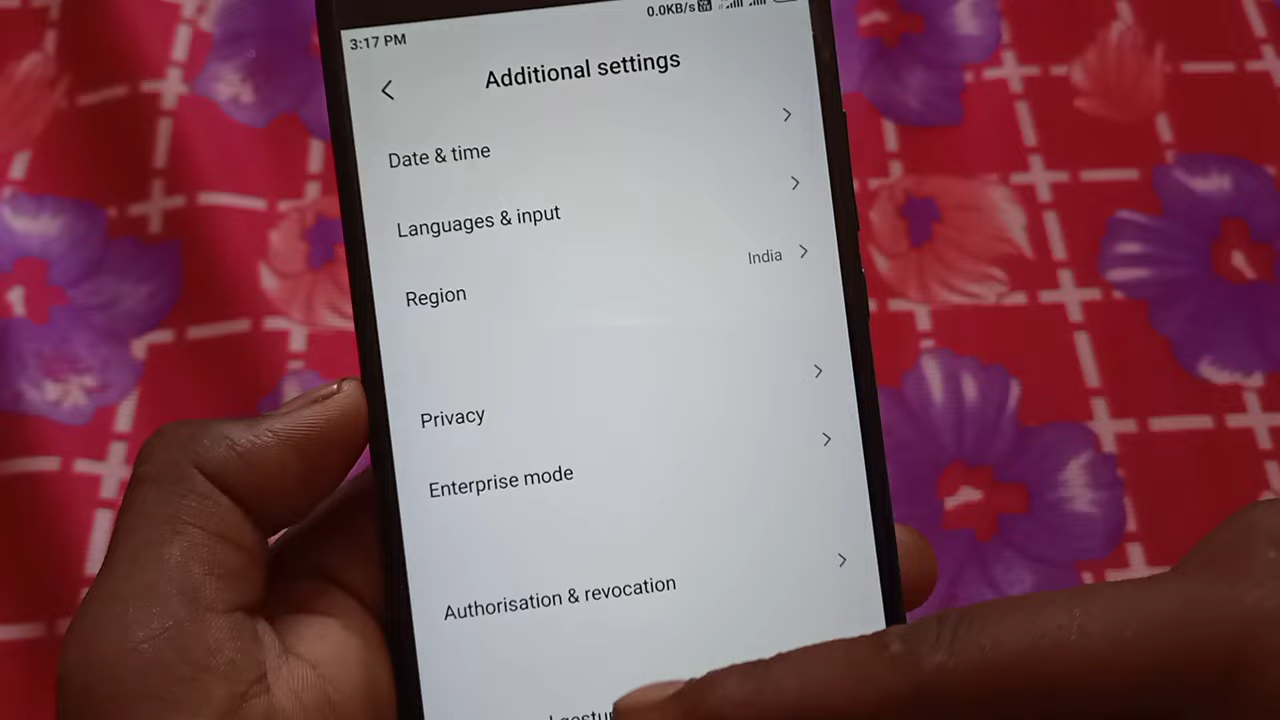 3:17 PM
0.0KB/s
Additional settings
Date & time
Languages & input
Region
India
Privacy
Enterprise mode
Authorisation & revocation